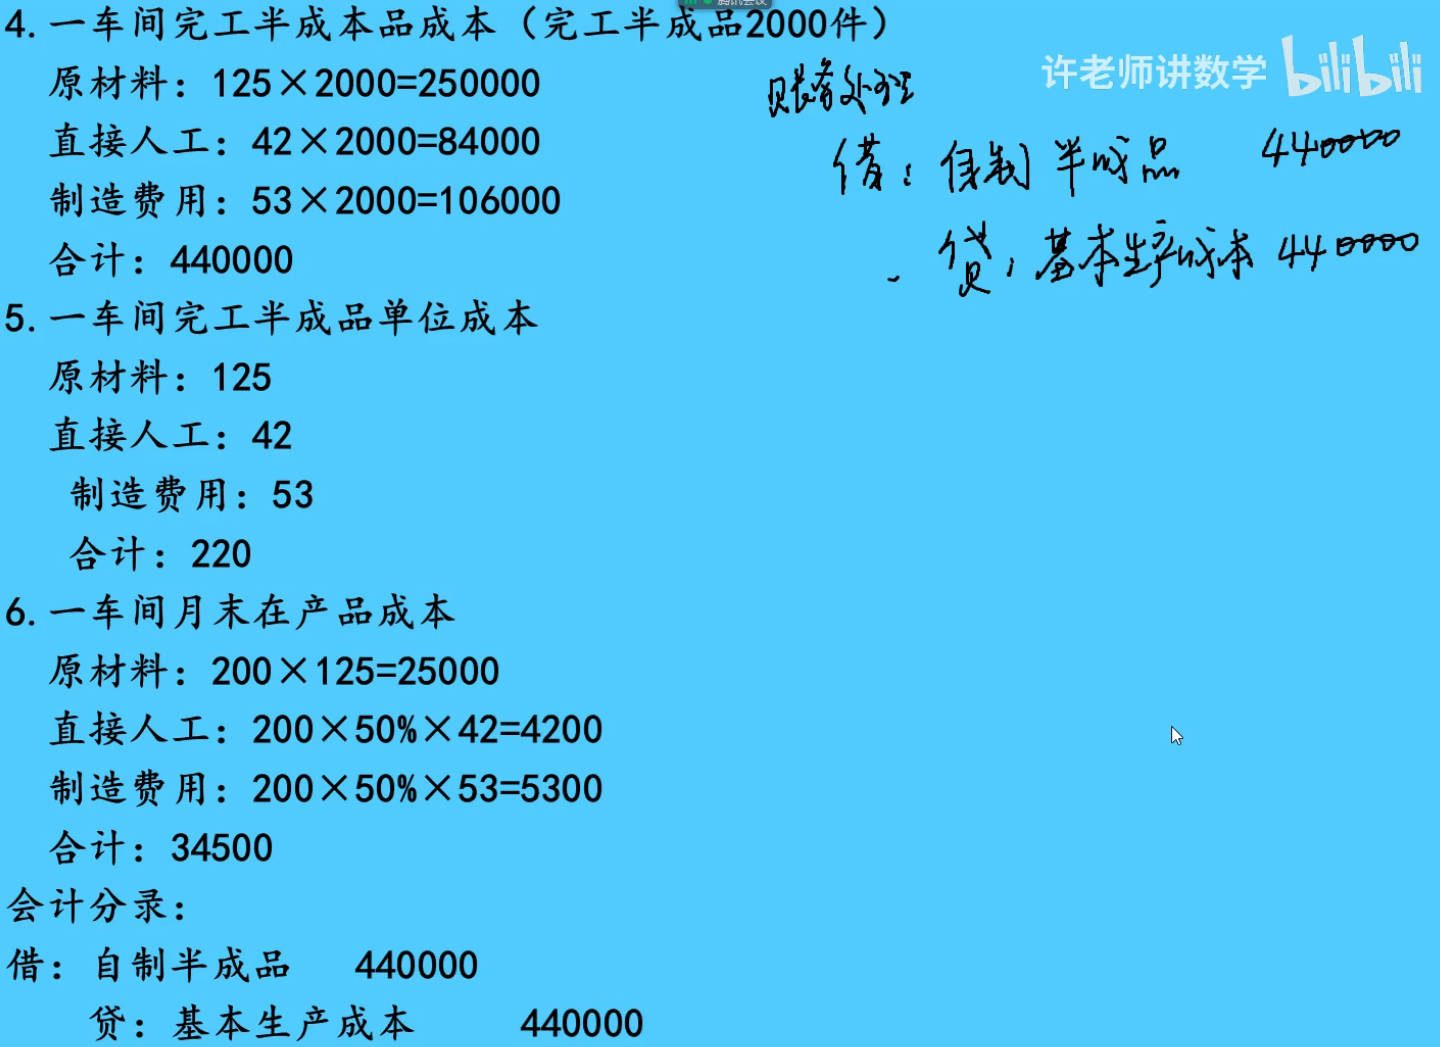 腾讯会议
4.一车间完工半成本品成本（完工半成品2000件）
原材料：125×2000=250000
直接人工：42×2000=84000
制造费用：53×2000=106000
合计：440000
5.一车间完工半成品单位成本
原材料：125
直接人工：42
制造费用：53
合计：220
6.一车间月末在产品成本
原材料：200×125=25000
直接人工：200×50%×42=4200
制造费用：200×50%×53=5300
合计：34500
会计分录：
借：自制半成品 440000
贷：基本生产成本 440000
许老师讲数学 bilibili
账务处理
借：自制半成品 440000
贷：基本生产成本 440000